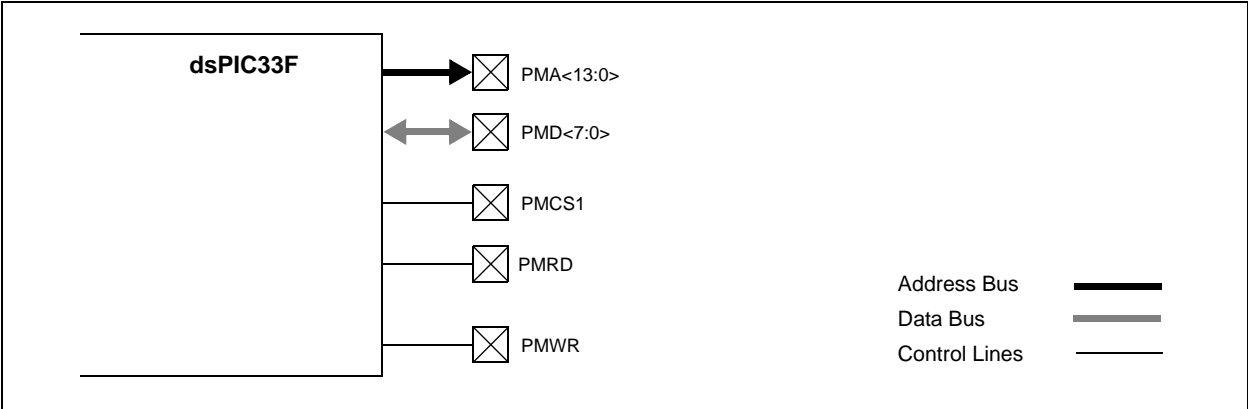 dsPIC33F
PMA<13:0>
PMD<7:0>
PMCS1
PMRD
PMWR
Address Bus
Data Bus
Control Lines